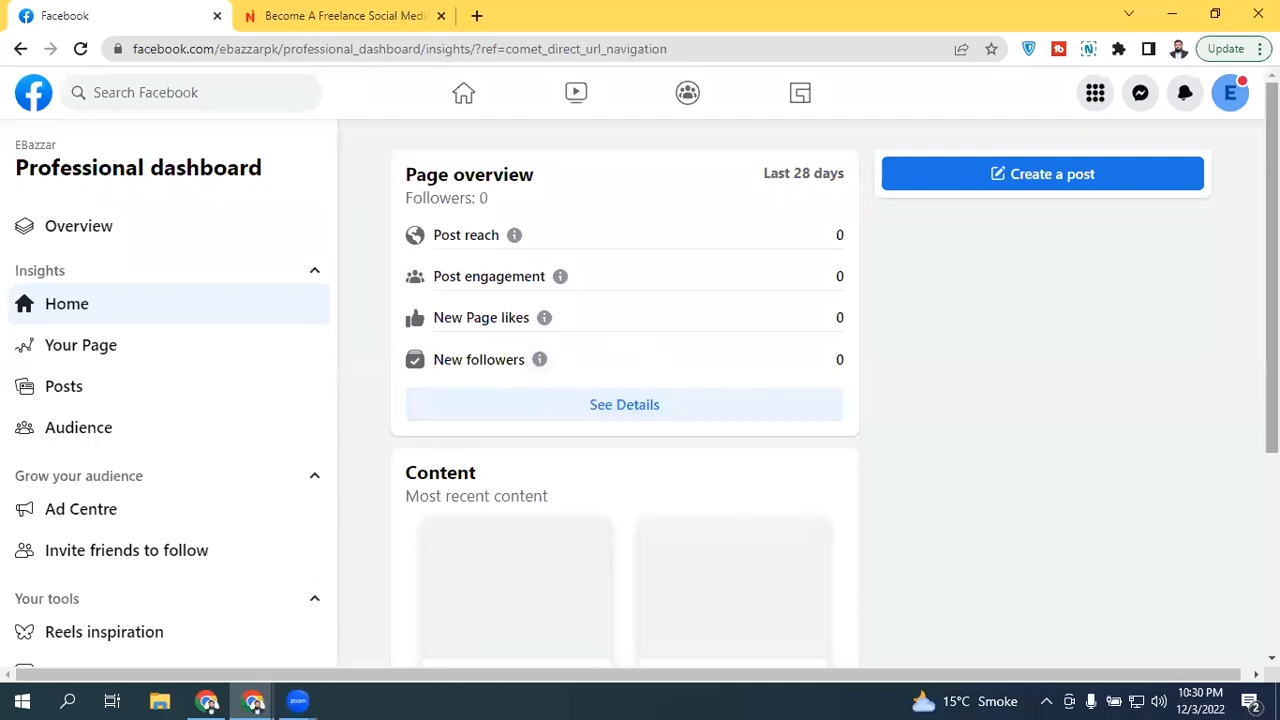 Facebook
Become A Freelance Social Medi
facebook.com/ebazzarpk/professional_dashboard/insights/?ref=comet_direct_url_navigation
Update
Search Facebook
E
EBazzar
Professional dashboard
Overview
Insights
Home
Your Page
Posts
Audience
Grow your audience
Ad Centre
Invite friends to follow
Your tools
Reels inspiration
Page overview
Last 28 days
Followers: 0
Post reach 0
Post engagement 0
New Page likes 0
New followers 0
See Details
Content
Most recent content
Create a post
zoom
15°C Smoke
10:30 PM
12/3/2022
2